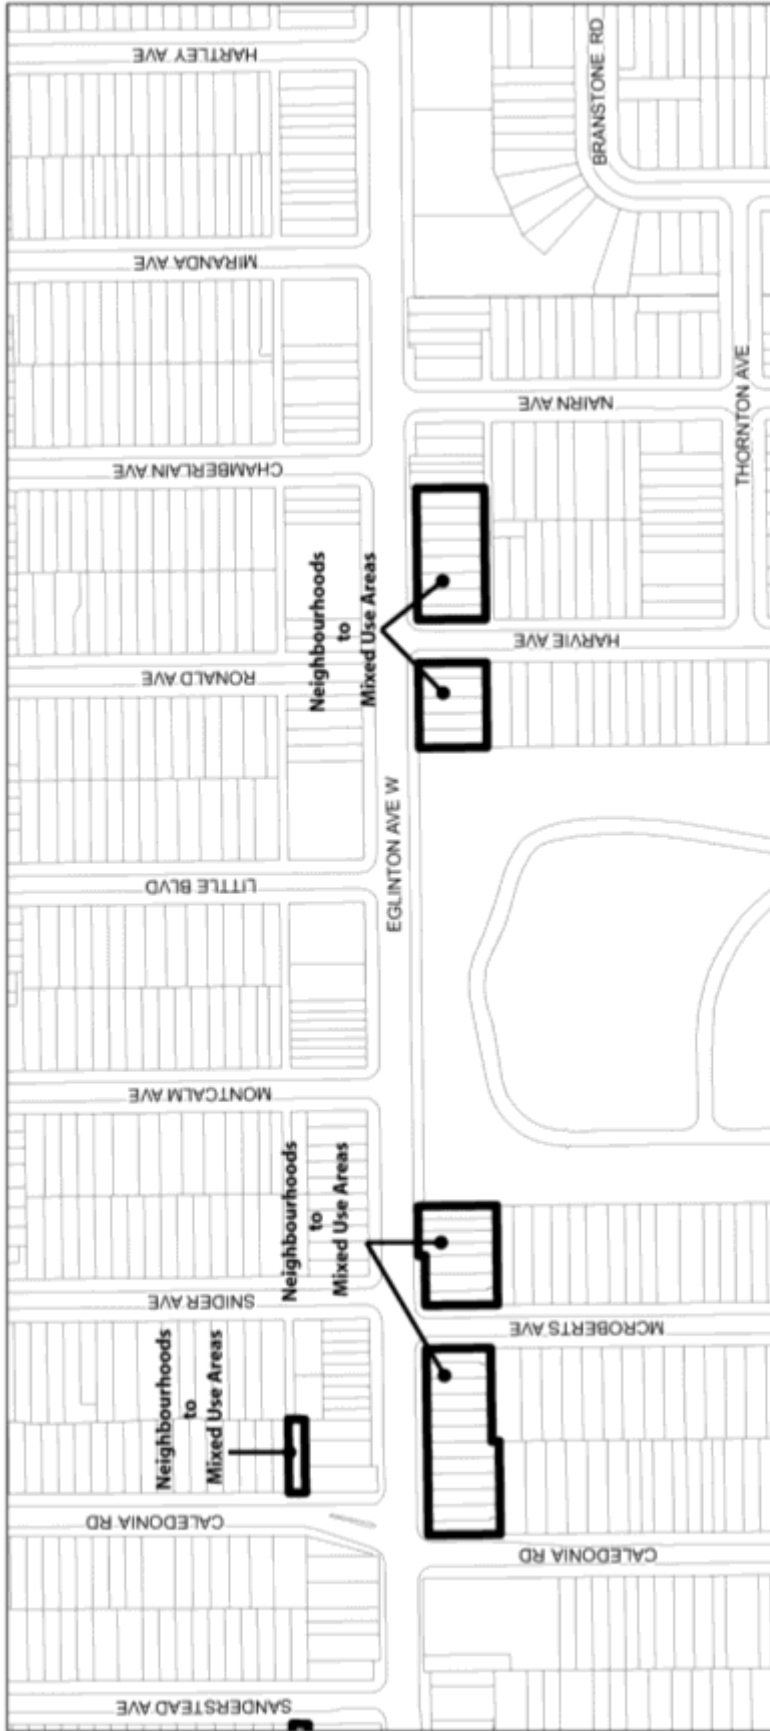 HARTLEY AVE
BRANSTONE RD
MIRANDA AVE
NAIRN AVE
THORNTON AVE
CHAMBERLAIN AVE
Neighbourhoods
to
Mixed Use Areas
HARVIE AVE
RONALD AVE
EGLINTON AVE W
LITTLE BLVD
MONTCALM AVE
Neighbourhoods
to
Mixed Use Areas
SNIDER AVE
MCROBERTS AVE
Neighbourhoods
to
Mixed Use Areas
CALEDONIA RD
CALEDONIA RD
SANDERSTEAD AVE